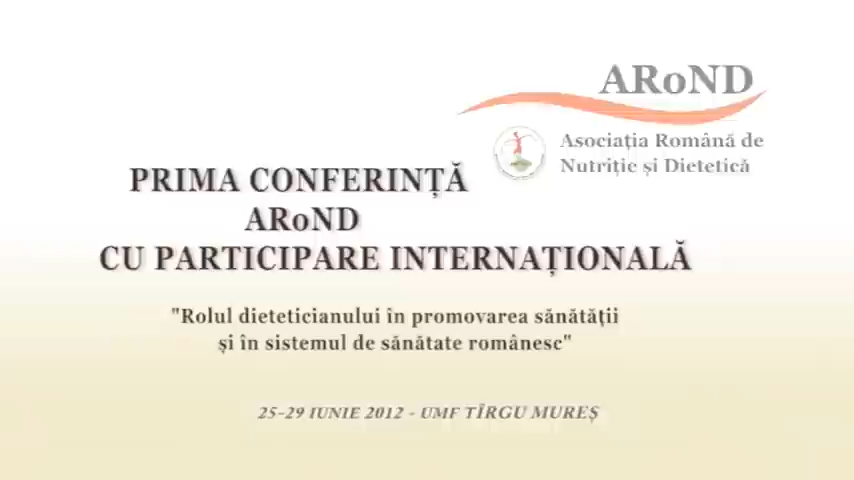 ARoND
Asociația Română de
Nutriție și Dietetică
PRIMA CONFERINȚĂ
ARoND
CU PARTICIPARE INTERNAȚIONALĂ
"Rolul dieteticianului în promovarea sănătății
și în sistemul de sănătate românesc"
25-29 IUNIE 2012 - UMF TÎRGU MUREȘ